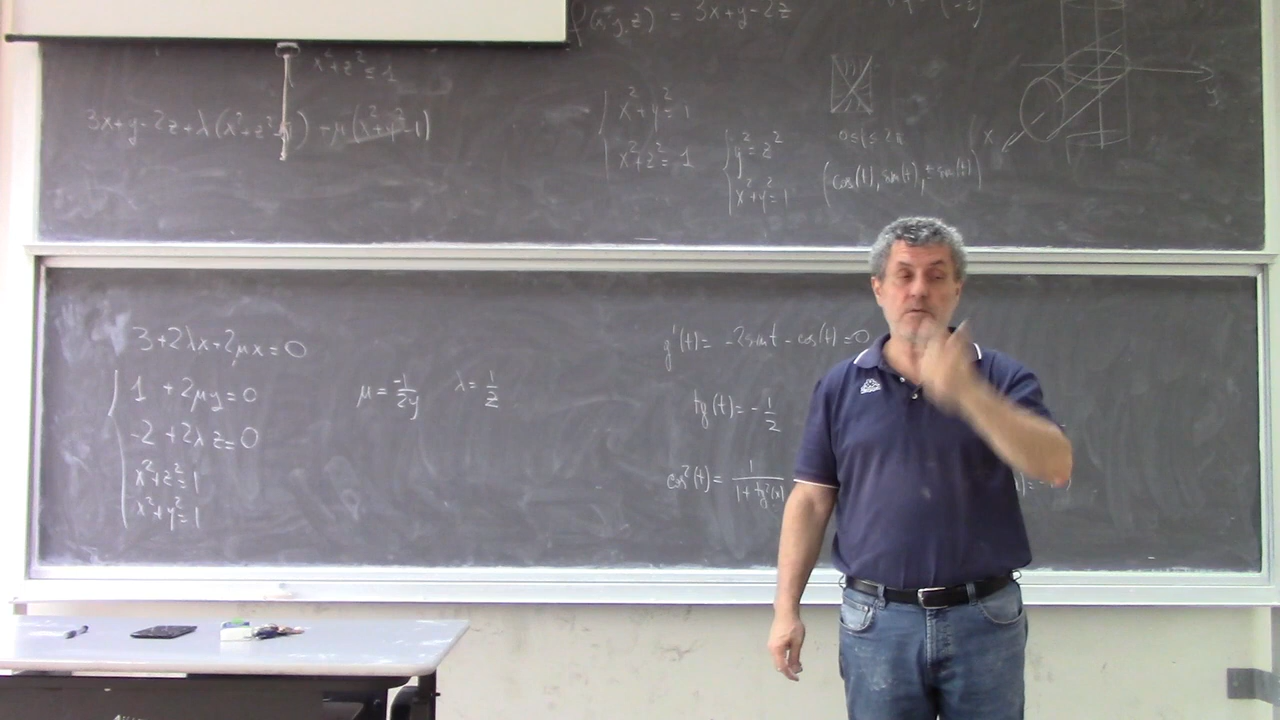 f(x,y,z) = 3x+y-2z
x²+z²=1
3x+y-2z+λ(x²+z²-1)+μ(x²+y²-1)
x²+y²=1
x²+z²=1
y²=z²
x²+y²=1
0≤t≤2π
(cos(t), sin(t), ±sin(t))
x
y
3+2λx+2μx=0
1 +2μy=0
-2 +2λz=0
x²+z²=1
x²+y²=1
μ=-1/2y λ=1/z
g'(t)= -2sint - cos(t)=0
tg(t)= -1/2
cos²(t)= 1/1+tg²(x)